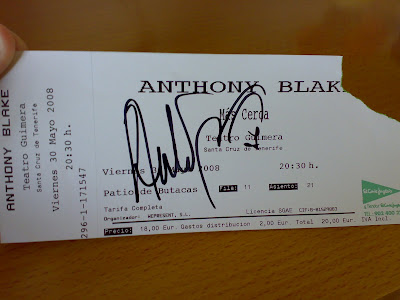 ANTHONY BLAKE
Teatro Guimera
Santa Cruz de Tenerife
Viernes 30 Mayo 2008
20:30 h.
296-1-171547
ANTHONY BLAKE
Más Cerca
Teatro Guimera
Santa Cruz de Tenerife
Viernes 2008 20:30 h.
Patio de Butacas Fila: 11 Asiento: 21
Tarifa Completa
Organizador: WEPRESENT, S.L. Licencia SGAE
Precio: 18,00 Eur. Gastos distribucion 2,00 Eur. Total 20,00 Eur. IVA incl.
El Corte Inglés